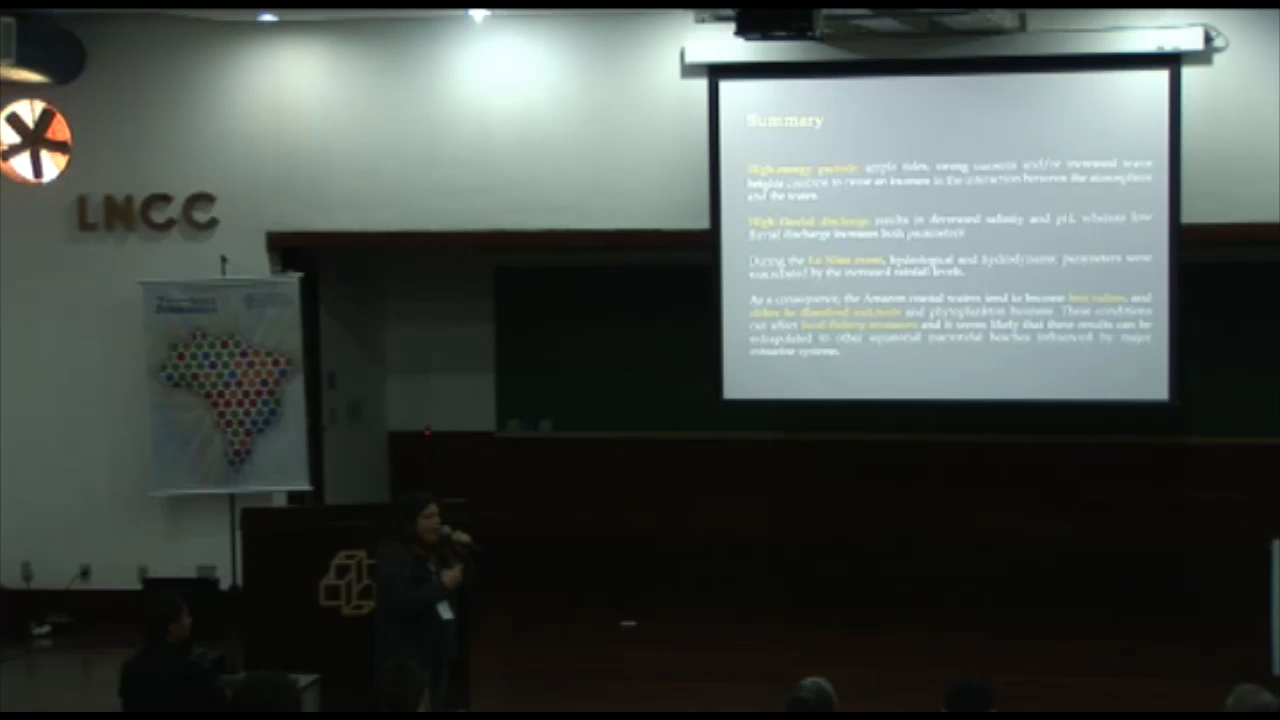 LNCC
Summary
High-energy periods: ample tides, strong currents and/or increased wave
heights combine to cause an increase in the interaction between the atmosphere
and the water.
High fluvial discharge results in decreased salinity and pH, whereas low
fluvial discharge increases both parameters
During the La Niña event, hydrological and hydrodynamic parameters were
by the increased rainfall levels.
As a consequence, the Amazon coastal waters tend to become less saline, and
richer in dissolved nutrients and phytoplankton biomass. These conditions
can affect local fishery resources and it seems likely that these results can be
extrapolated to other equatorial macrotidal beaches influenced by major
estuarine systems.